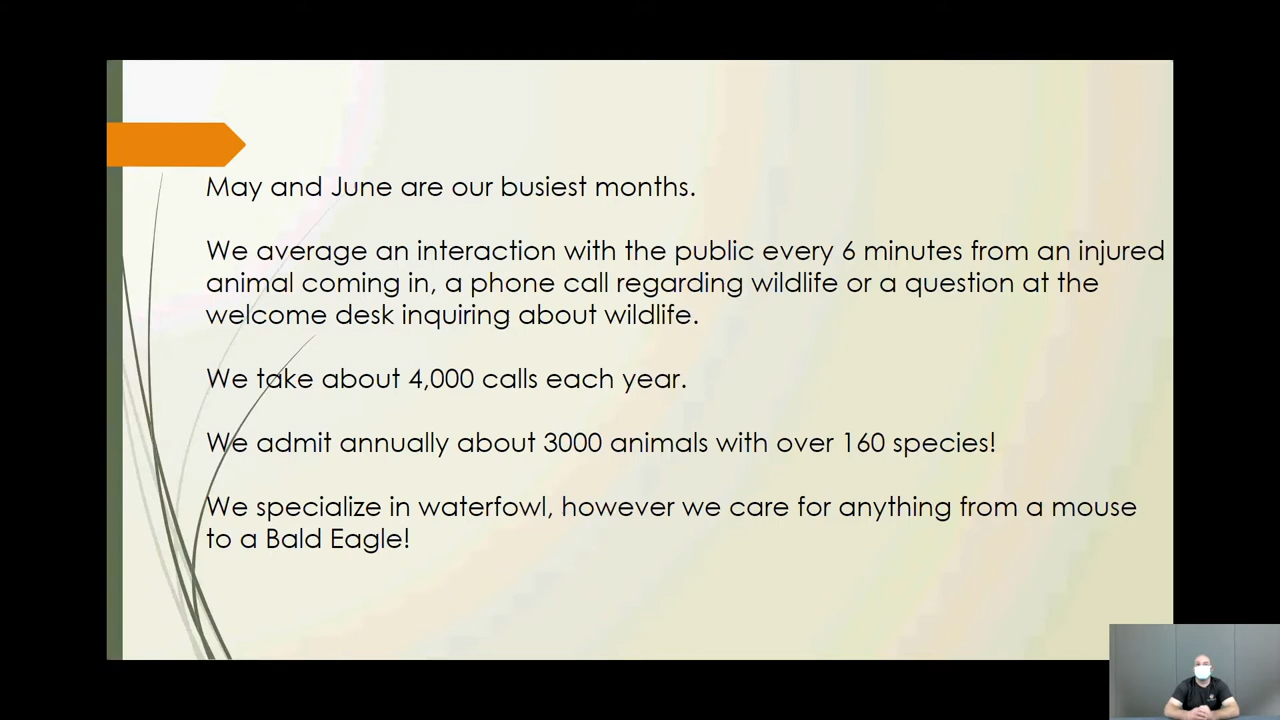 May and June are our busiest months.
We average an interaction with the public every 6 minutes from an injured
animal coming in, a phone call regarding wildlife or a question at the
welcome desk inquiring about wildlife.
We take about 4,000 calls each year.
We admit annually about 3000 animals with over 160 species!
We specialize in waterfowl, however we care for anything from a mouse
to a Bald Eagle!